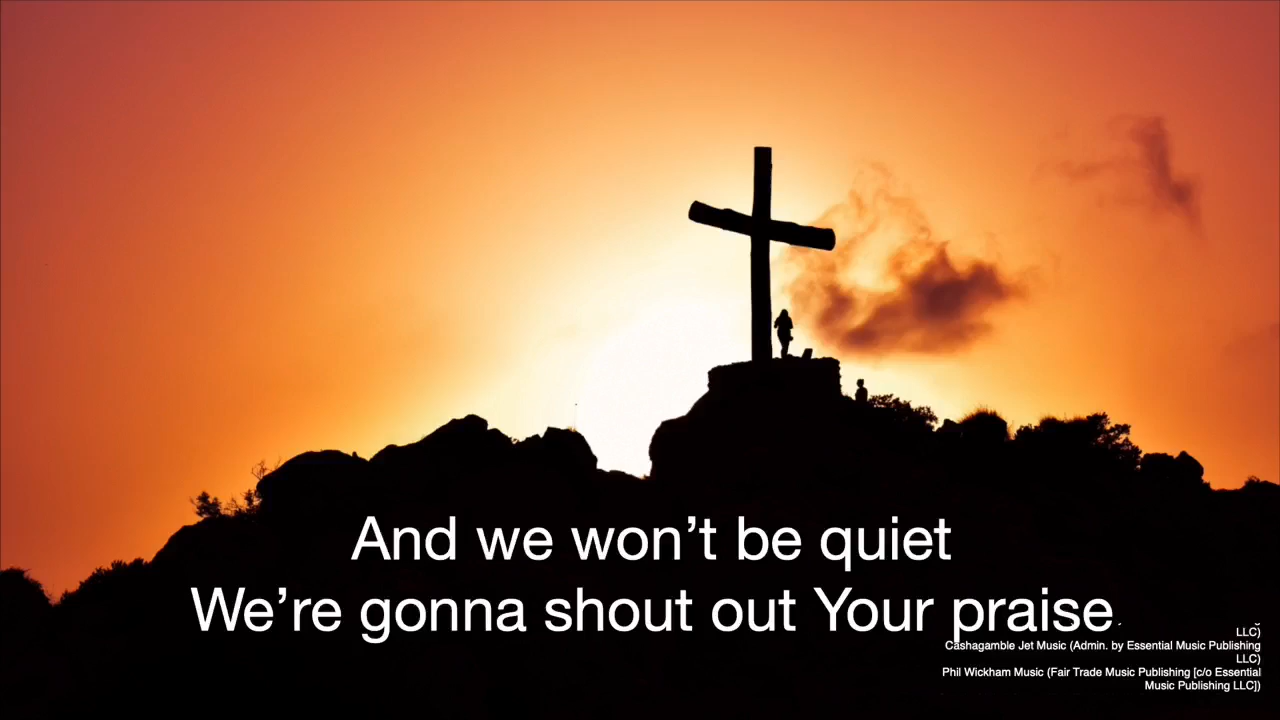 And we won’t be quiet
We’re gonna shout out Your praise
LLC)
Cashagamble Jet Music (Admin. by Essential Music Publishing
LLC)
Phil Wickham Music (Fair Trade Music Publishing [c/o Essential
Music Publishing LLC])